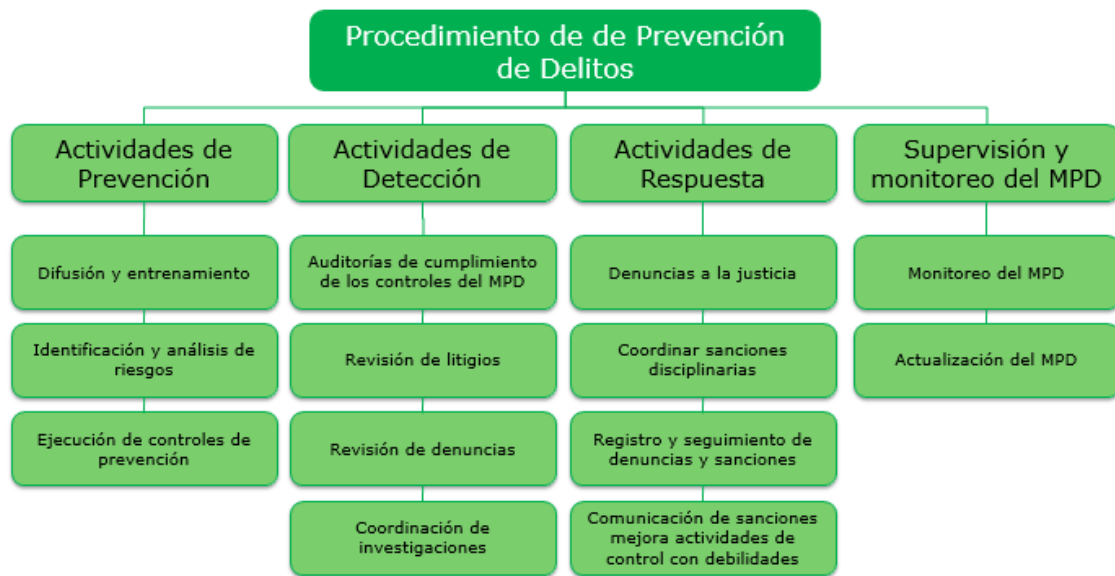 Procedimiento de de Prevención
de Delitos
Actividades de
Prevención
Difusión y entrenamiento
Identificación y análisis de
riesgos
Ejecución de controles de
prevención
Actividades de
Detección
Auditorías de cumplimiento
de los controles del MPD
Revisión de litigios
Revisión de denuncias
Coordinación de
investigaciones
Actividades de
Respuesta
Denuncias a la justicia
Coordinar sanciones
disciplinarias
Registro y seguimiento de
denuncias y sanciones
Comunicación de sanciones
mejora actividades de
control con debilidades
Supervisión y
monitoreo del MPD
Monitoreo del MPD
Actualización del MPD